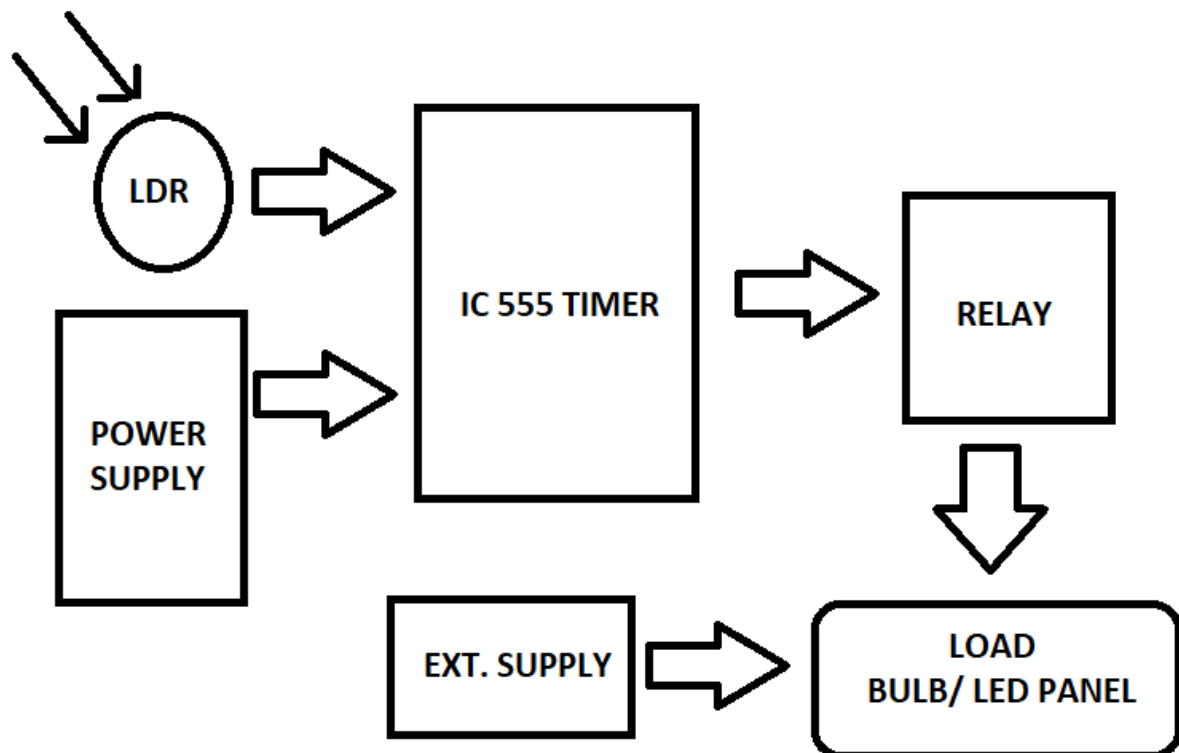 LDR
IC 555 TIMER
RELAY
POWER
SUPPLY
EXT. SUPPLY
LOAD
BULB/ LED PANEL